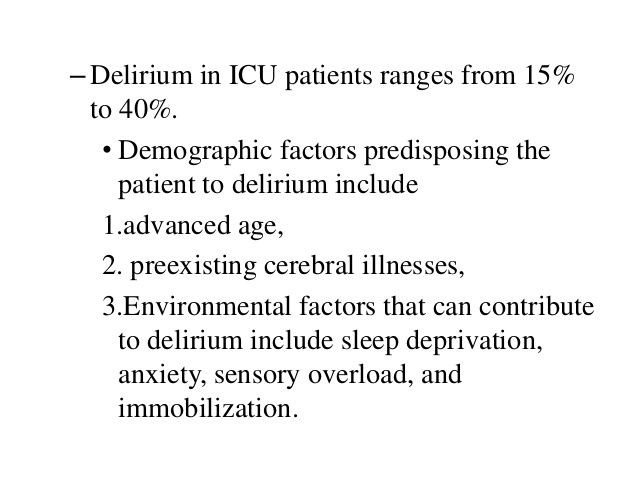 – Delirium in ICU patients ranges from 15%
to 40%.
• Demographic factors predisposing the
patient to delirium include
1.advanced age,
2. preexisting cerebral illnesses,
3.Environmental factors that can contribute
to delirium include sleep deprivation,
anxiety, sensory overload, and
immobilization.